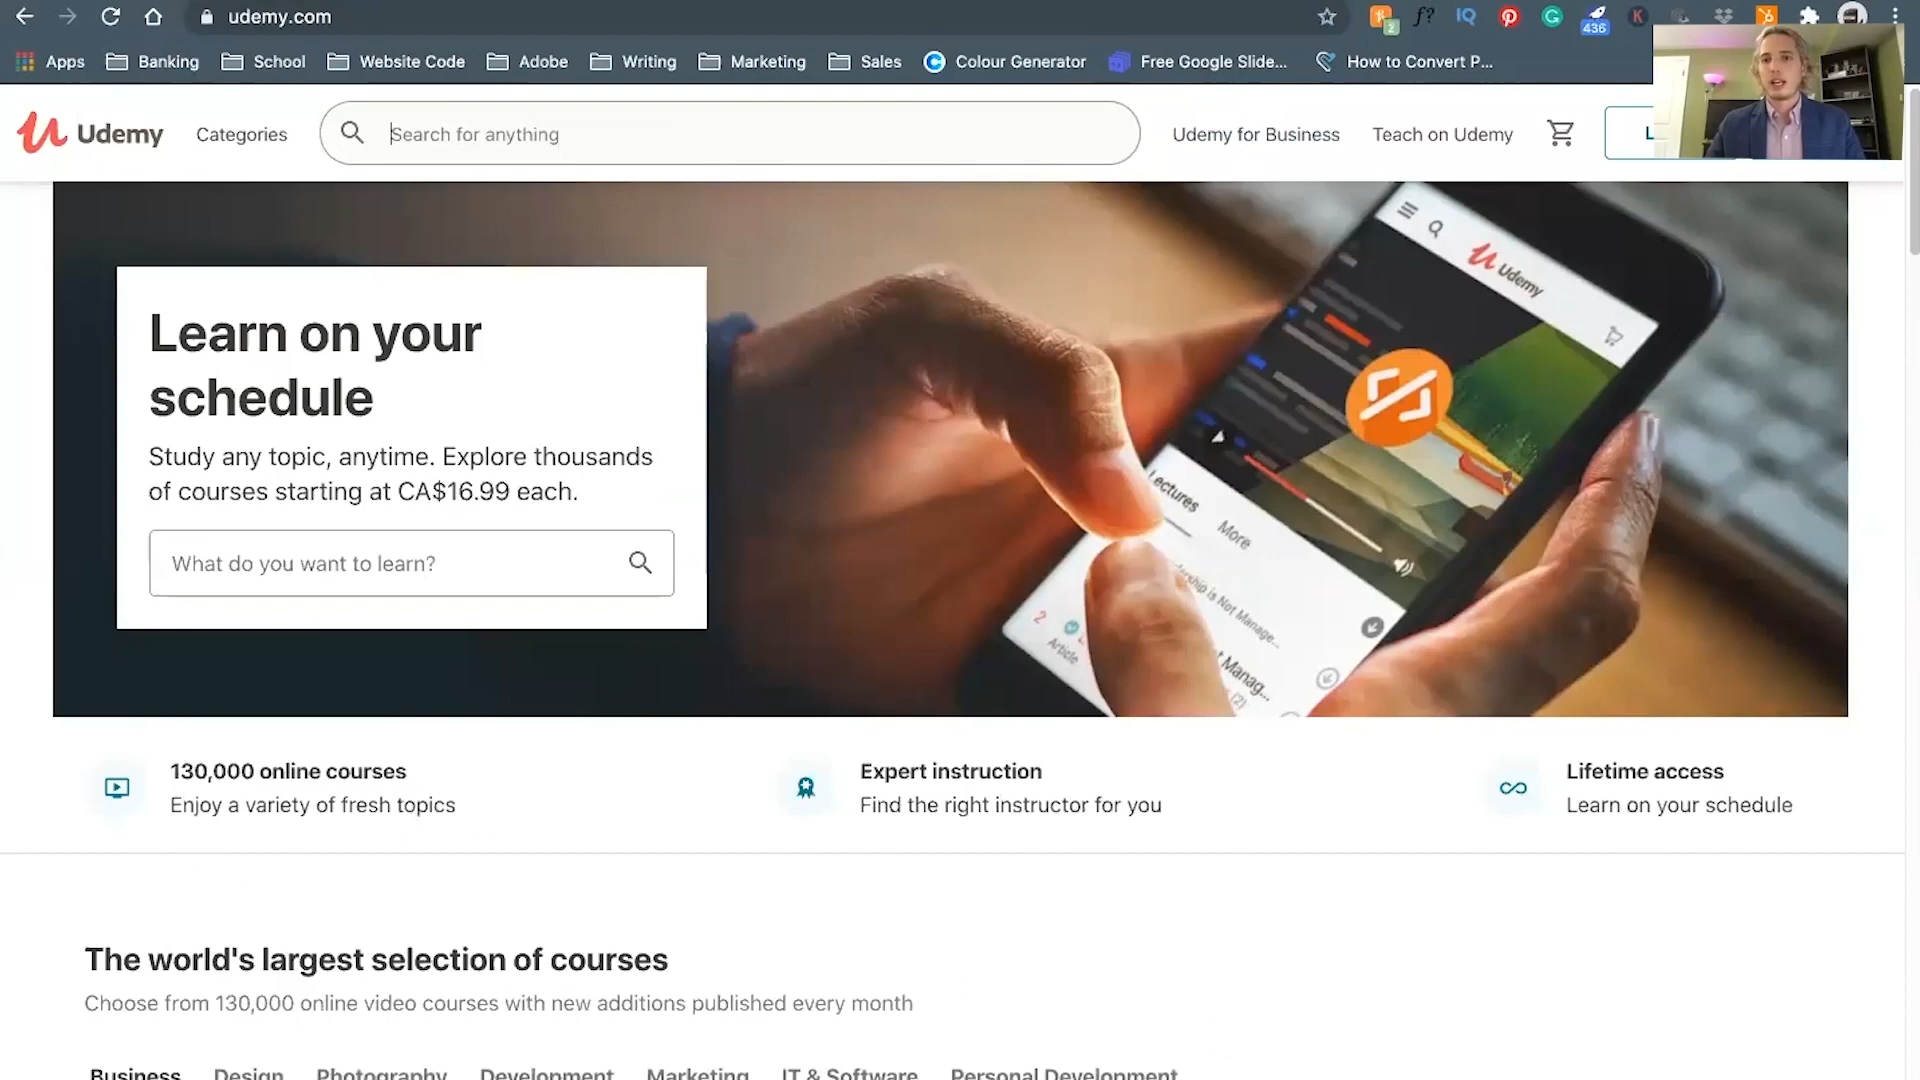 udemy.com
2
f?
IQ
436
K
Apps Banking School Website Code Adobe Writing Marketing Sales Colour Generator Free Google Slide... How to Convert P...
Udemy Categories Search for anything Udemy for Business Teach on Udemy
Learn on your
schedule
Study any topic, anytime. Explore thousands
of courses starting at CA$16.99 each.
What do you want to learn?
Udemy
Lectures
More
2
Article
130,000 online courses
Enjoy a variety of fresh topics
Expert instruction
Find the right instructor for you
Lifetime access
Learn on your schedule
The world's largest selection of courses
Choose from 130,000 online video courses with new additions published every month
Business Design Photography Development Marketing IT & Software Personal Development